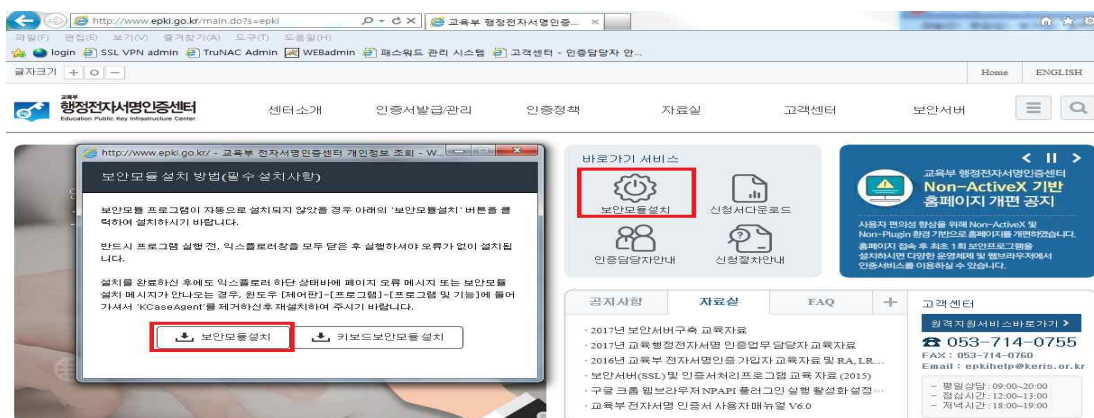 http://www.epki.go.kr/main.do?s=epki
교육부 행정전자서명인증...
파일(F) 편집(E) 보기(V) 즐겨찾기(A) 도구(T) 도움말(H)
login SSL VPN admin TruNAC Admin WEBadmin 패스워드 관리 시스템 고객센터 - 인증담당자 안...
글자크기 + O −
Home ENGLISH
교육부
행정전자서명인증센터
Education Public Key Infrastructure Center
센터소개 인증서발급/관리 인증정책 자료실 고객센터 보안서버
http://www.epki.go.kr/ - 교육부 전자서명인증센터 개인정보 조회 - W...
보안모듈 설치 방법(필수 설치사항)
보안모듈 프로그램이 자동으로 설치되지 않았을 경우 아래의 '보안모듈설치' 버튼을 클
릭하여 설치하시기 바랍니다.
반드시 프로그램 실행 전, 익스플로러창을 모두 닫은 후 실행하셔야 오류가 없이 설치됩
니다.
설치를 완료하신 후에도 익스플로러 하단 상태바에 페이지 오류 메시지 또는 보안모듈
설치 메시지가 안나오는 경우, 윈도우 [제어판]-[프로그램]-[프로그램 및 기능]에 들어
가셔서 'KCaseAgent'를 제거하신후 재설치하여 주시기 바랍니다.
보안모듈설치 키보드보안모듈설치
바로가기 서비스
보안모듈설치 신청서다운로드
인증담당자안내 신청절차안내
교육부 행정전자서명인증센터
Non-ActiveX 기반
홈페이지 개편 공지
사용자 편의성 향상을 위해 Non-ActiveX 및
Non-Plugin 환경 기반으로 홈페이지를 개편하였습니다.
홈페이지 접속 후 최초 1회 보안프로그램을
설치하시면 다양한 운영체제 및 웹브라우저에서
인증서비스를 이용하실 수 있습니다.
공지사항 자료실 FAQ +
· 2017년 보안서버구축 교육자료
· 2017년 교육행정전자서명 인증업무 담당자 교육자료
· 2016년 교육부 전자서명인증 가입자 교육자료 및 RA, LR...
· 보안서버(SSL) 및 인증서처리프로그램 교육 자료 (2015)
· 구글 크롬 웹브라우저 NPAPI 플러그인 실행 활성화 설정...
· 교육부 전자서명 인증서 사용자매뉴얼 V6.0
고객센터
원격지원서비스바로가기 >
☎ 053-714-0755
FAX : 053-714-0760
Email : epkihelp@keris.or.kr
- 평일상담 : 09:00~20:00
- 점심시간 : 12:00~13:00
- 저녁시간 : 18:00~19:00